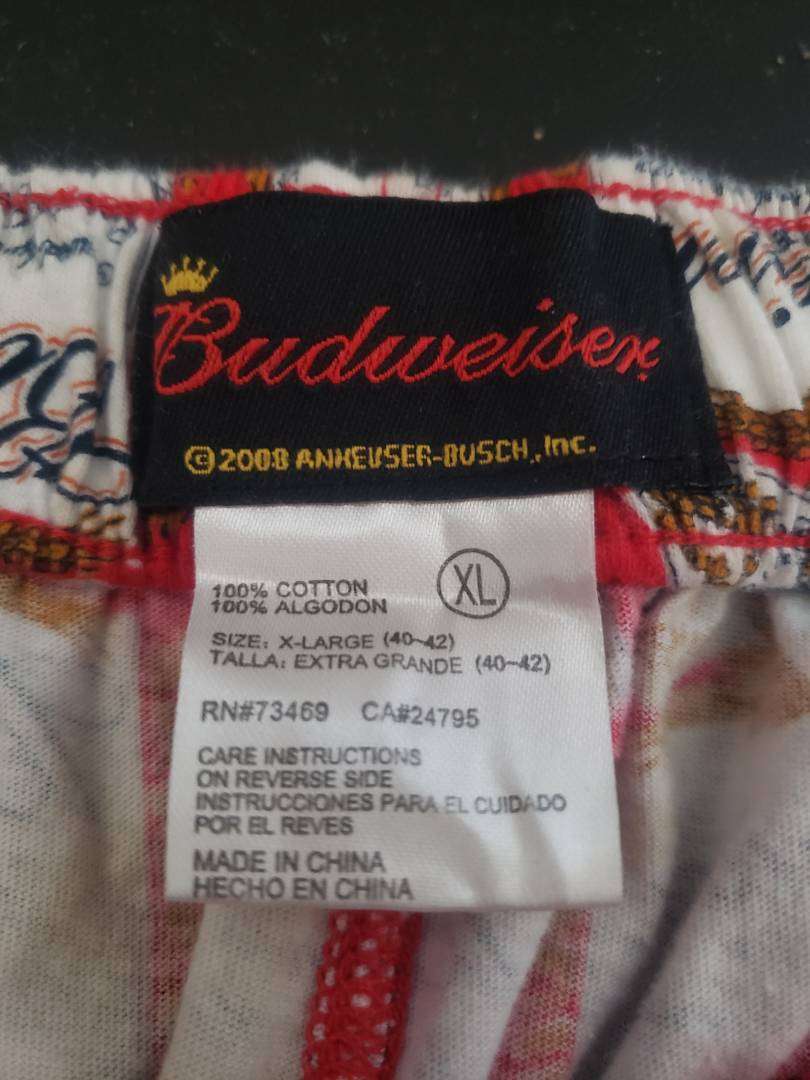 Budweiser
©2008 ANHEUSER-BUSCH, Inc.
100% COTTON
100% ALGODON
XL
SIZE: X-LARGE (40-42)
TALLA: EXTRA GRANDE (40-42)
RN#73469 CA#24795
CARE INSTRUCTIONS
ON REVERSE SIDE
INSTRUCCIONES PARA EL CUIDADO
POR EL REVES
MADE IN CHINA
HECHO EN CHINA